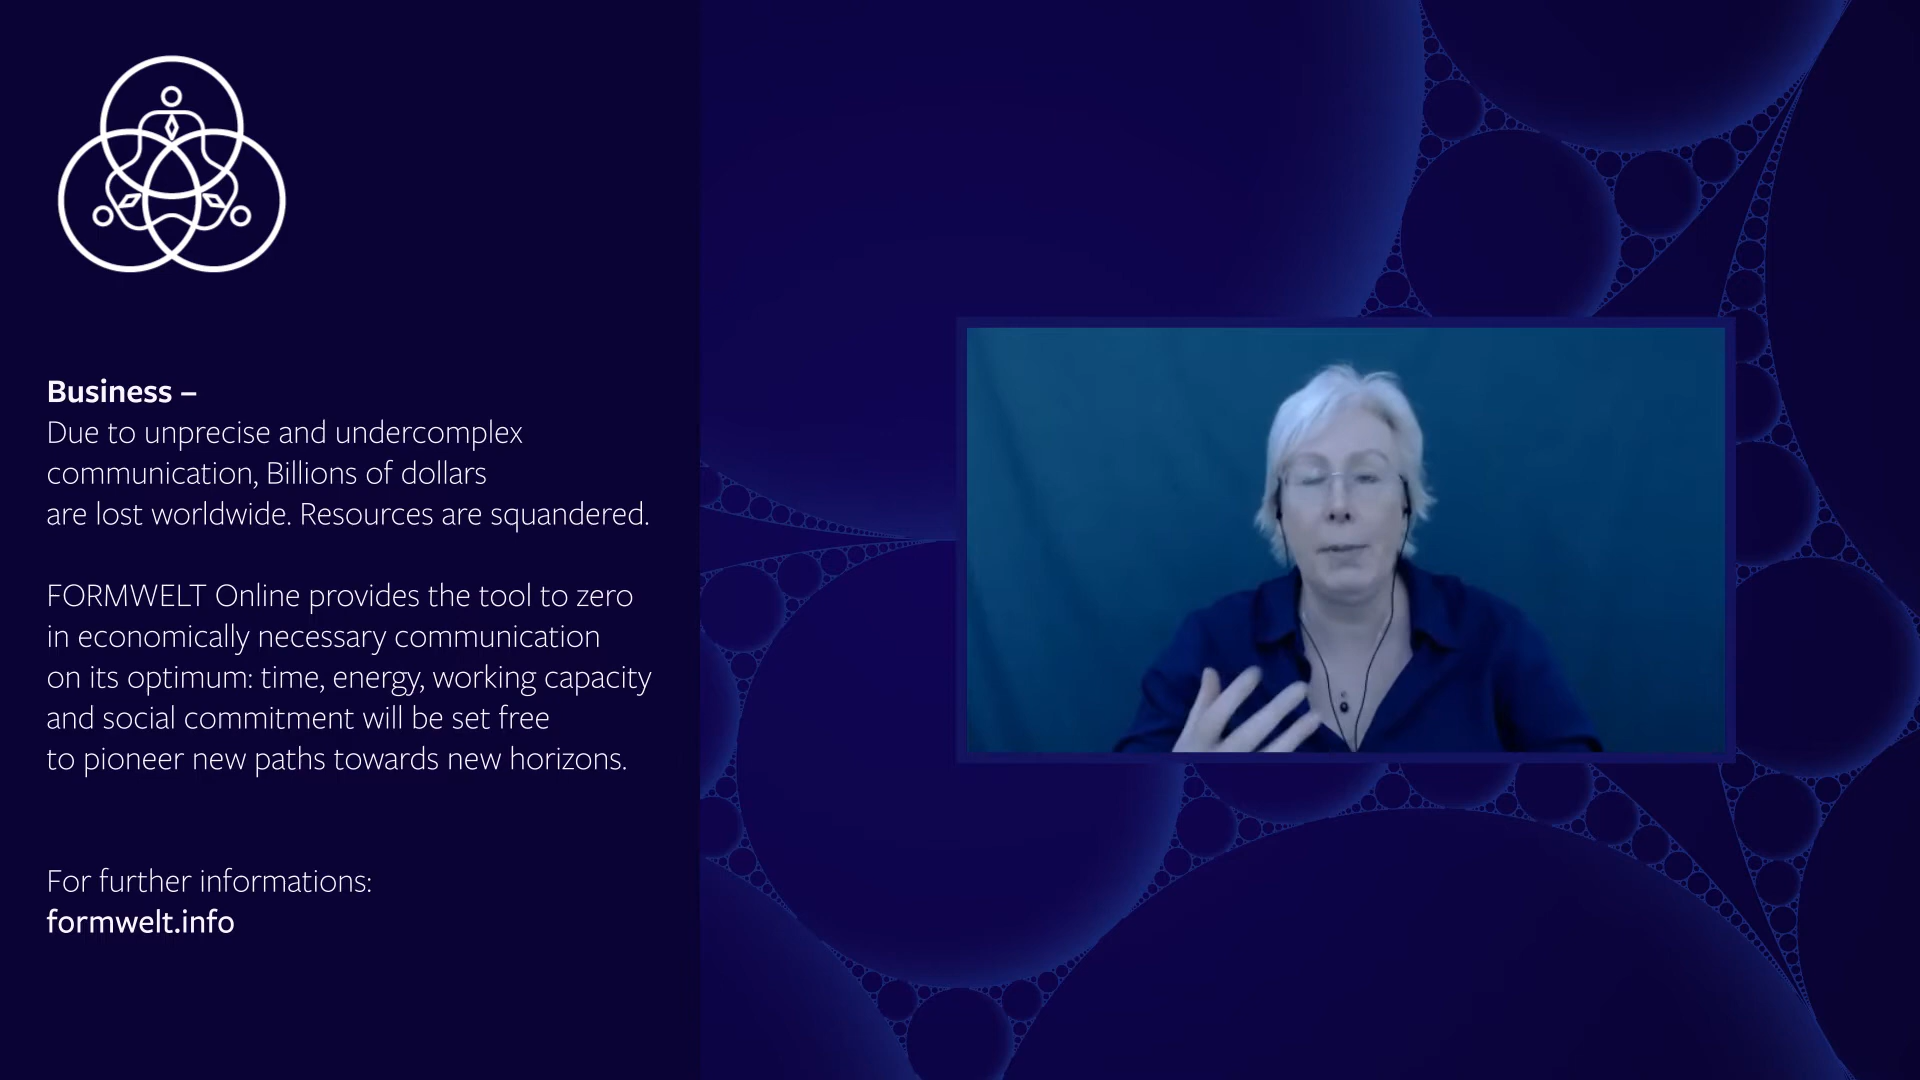 Business –
Due to unprecise and undercomplex
communication, Billions of dollars
are lost worldwide. Resources are squandered.
FORMWELT Online provides the tool to zero
in economically necessary communication
on its optimum: time, energy, working capacity
and social commitment will be set free
to pioneer new paths towards new horizons.
For further informations:
formwelt.info